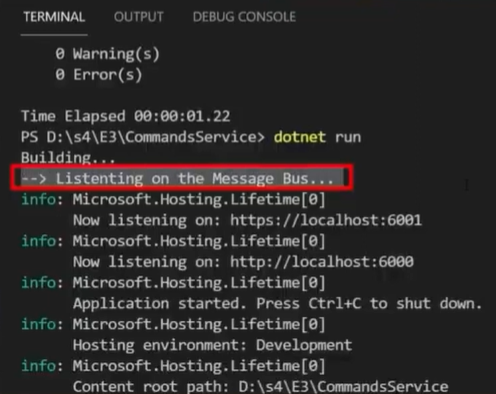 TERMINAL OUTPUT DEBUG CONSOLE
0 Warning(s)
0 Error(s)
Time Elapsed 00:00:01.22
PS D:\s4\E3\CommandsService> dotnet run
Building...
--> Listenting on the Message Bus...
info: Microsoft.Hosting.Lifetime[0]
Now listening on: https://localhost:6001
info: Microsoft.Hosting.Lifetime[0]
Now listening on: http://localhost:6000
info: Microsoft.Hosting.Lifetime[0]
Application started. Press Ctrl+C to shut down.
info: Microsoft.Hosting.Lifetime[0]
Hosting environment: Development
info: Microsoft.Hosting.Lifetime[0]
Content root path: D:\s4\E3\CommandsService